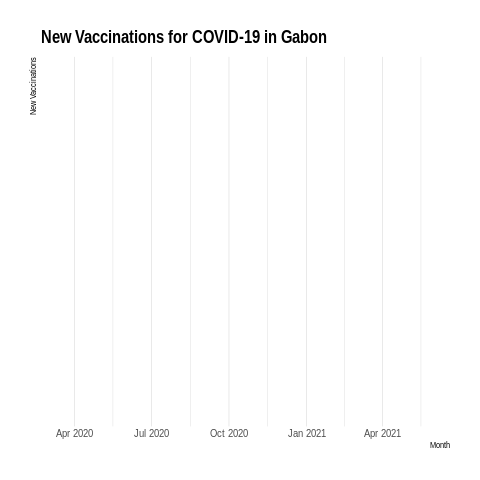 New Vaccinations for COVID-19 in Gabon
New Vaccinations
Apr 2020 Jul 2020 Oct 2020 Jan 2021 Apr 2021
Month